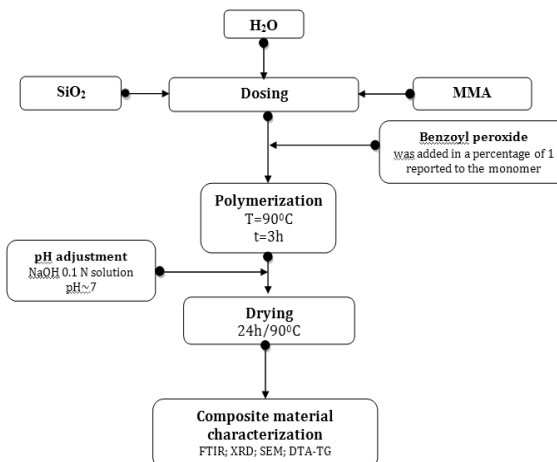 H₂O
SiO₂
Dosing
MMA
Benzoyl peroxide
was added in a percentage of 1
reported to the monomer
Polymerization
T=90⁰C
t=3h
pH adjustment
NaOH 0.1 N solution
pH~7
Drying
24h/90⁰C
Composite material
characterization
FTIR; XRD; SEM; DTA-TG